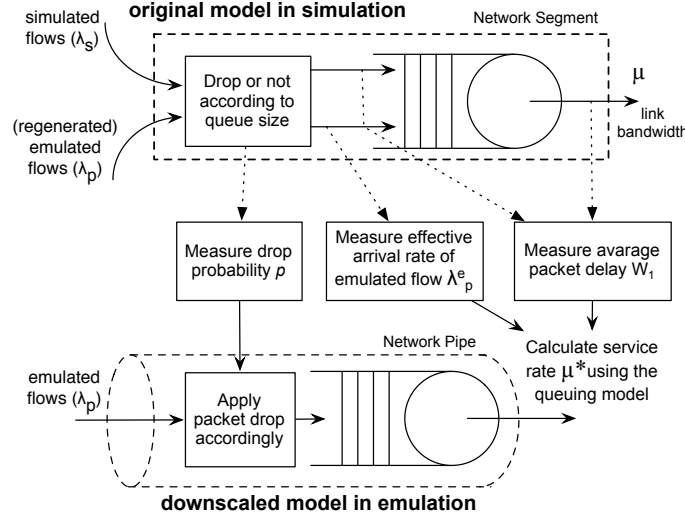 original model in simulation
simulated
flows (λs)
Network Segment
Drop or not
according to
queue size
μ
link
bandwidth
(regenerated)
emulated
flows (λp)
Measure drop
probability p
Measure effective
arrival rate of
emulated flow λ^e_p
Measure avarage
packet delay W1
Network Pipe
Calculate service
rate μ* using the
queuing model
emulated
flows (λp)
Apply
packet drop
accordingly
downscaled model in emulation